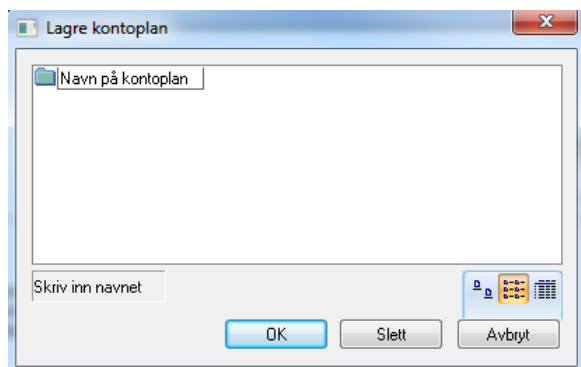 Lagre kontoplan
Navn på kontoplan
Skriv inn navnet
OK Slett Avbryt